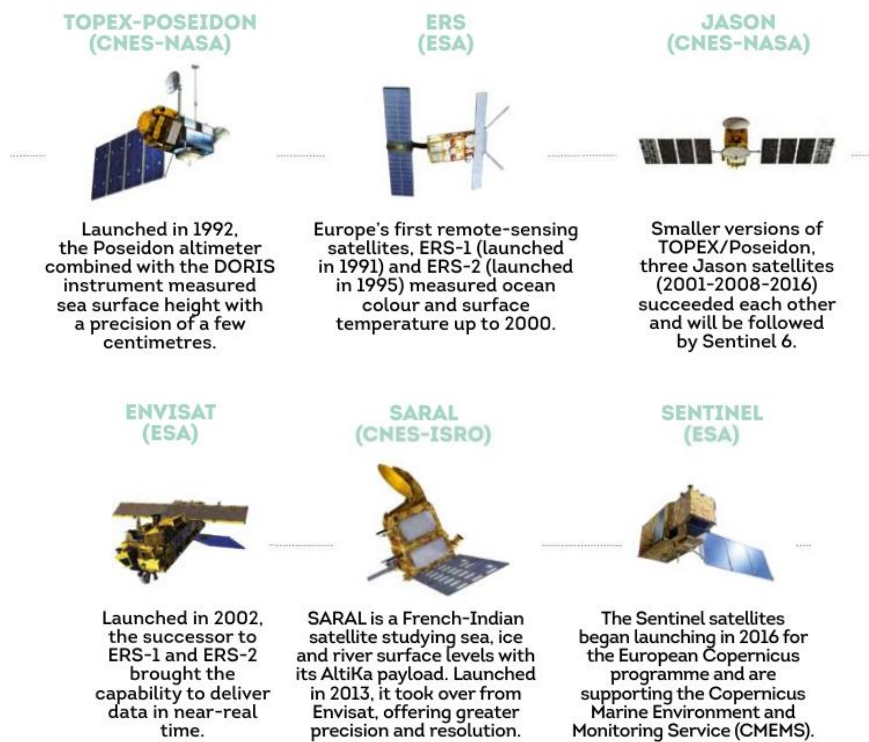 TOPEX-POSEIDON
(CNES-NASA)
Launched in 1992,
the Poseidon altimeter
combined with the DORIS
instrument measured
sea surface height with
a precision of a few
centimetres.
ERS
(ESA)
Europe's first remote-sensing
satellites, ERS-1 (launched
in 1991) and ERS-2 (launched
in 1995) measured ocean
colour and surface
temperature up to 2000.
JASON
(CNES-NASA)
Smaller versions of
TOPEX/Poseidon,
three Jason satellites
(2001-2008-2016)
succeeded each other
and will be followed
by Sentinel 6.
ENVISAT
(ESA)
Launched in 2002,
the successor to
ERS-1 and ERS-2
brought the
capability to deliver
data in near-real
time.
SARAL
(CNES-ISRO)
SARAL is a French-Indian
satellite studying sea, ice
and river surface levels with
its AltiKa payload. Launched
in 2013, it took over from
Envisat, offering greater
precision and resolution.
SENTINEL
(ESA)
The Sentinel satellites
began launching in 2016 for
the European Copernicus
programme and are
supporting the Copernicus
Marine Environment and
Monitoring Service (CMEMS).